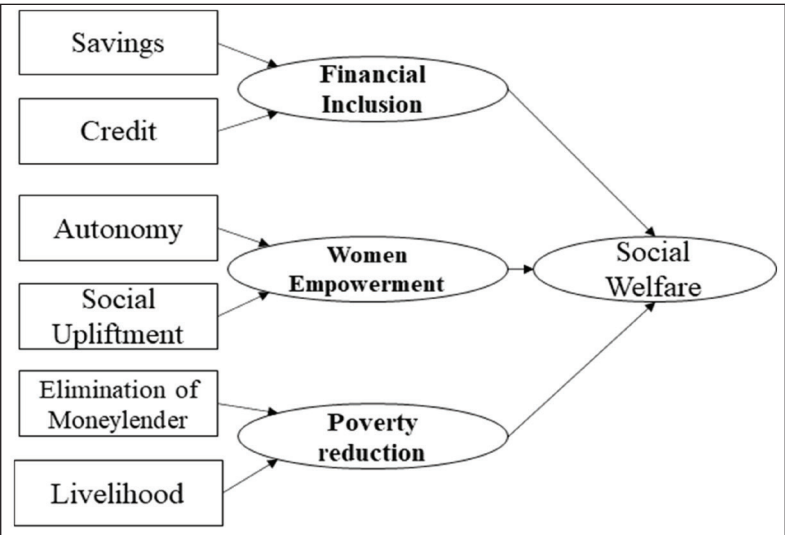 Savings
Credit
Autonomy
Social
Upliftment
Elimination of
Moneylender
Livelihood
Financial
Inclusion
Women
Empowerment
Poverty
reduction
Social
Welfare